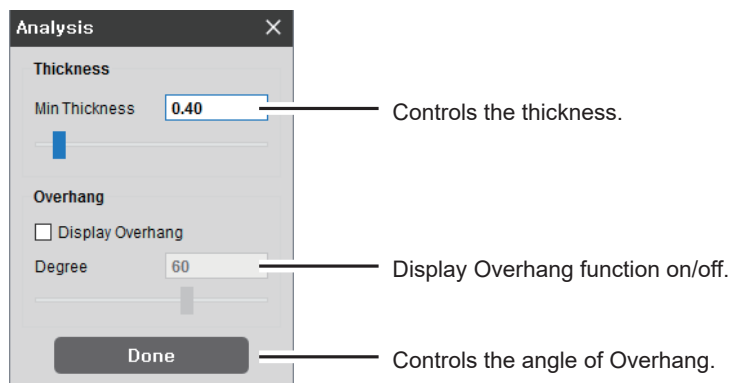 Analysis
Thickness
Min Thickness 0.40
Controls the thickness.
Overhang
Display Overhang
Degree 60
Display Overhang function on/off.
Done
Controls the angle of Overhang.